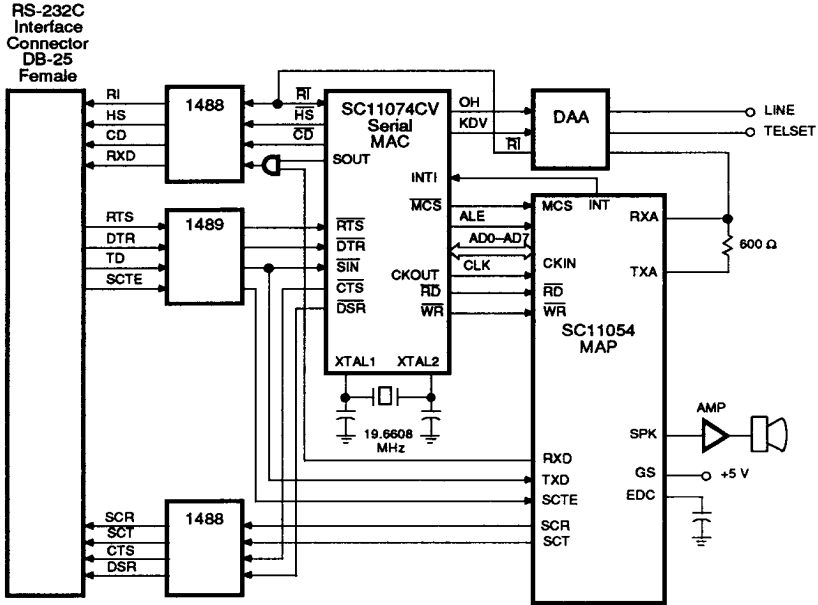 RS-232C
Interface
Connector
DB-25
Female
RI
HS
CD
RXD
1488
RI
HS
CD
SOUT
SC11074CV
Serial
MAC
OH
KDV
RI
DAA
LINE
TELSET
INTI
MCS
ALE
AD0–AD7
CKOUT
CLK
RD
WR
MCS
INT
RXA
600 Ω
CKIN
TXA
RD
WR
SC11054
MAP
RTS
DTR
TD
SCTE
1489
RTS
DTR
SIN
CTS
DSR
XTAL1
XTAL2
19.6608
MHz
AMP
SPK
GS
+5 V
EDC
RXD
TXD
SCTE
SCR
SCT
SCR
SCT
CTS
DSR
1488